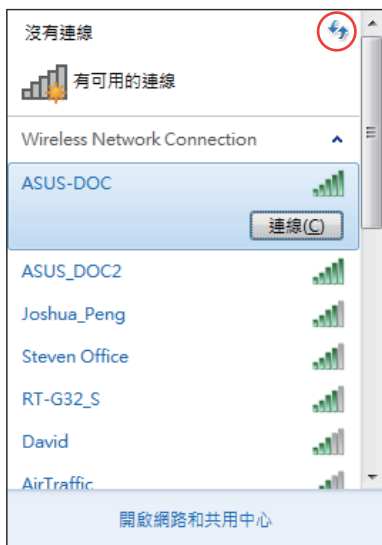 沒有連線
有可用的連線
Wireless Network Connection
ASUS-DOC
連線(C)
ASUS_DOC2
Joshua_Peng
Steven Office
RT-G32_S
David
AirTraffic
開啟網路和共用中心